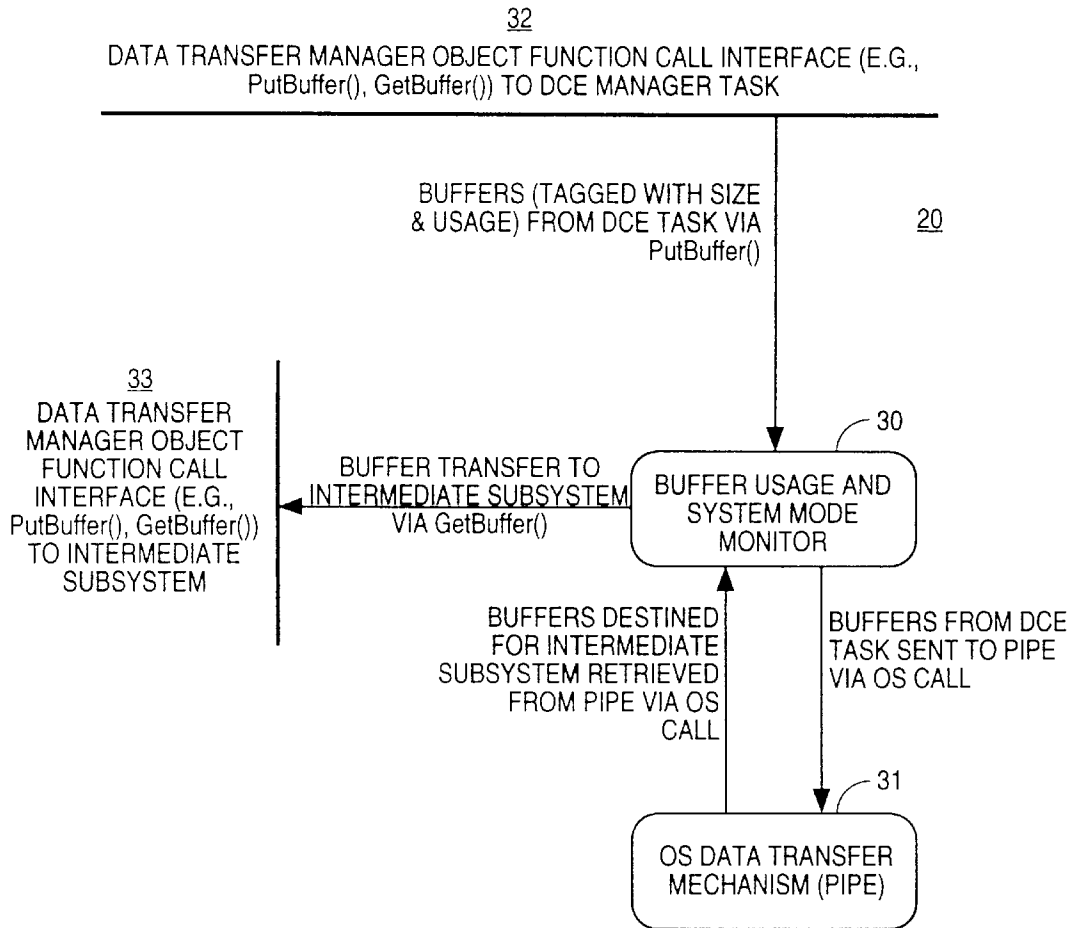 32
DATA TRANSFER MANAGER OBJECT FUNCTION CALL INTERFACE (E.G.,
PutBuffer(), GetBuffer()) TO DCE MANAGER TASK
BUFFERS (TAGGED WITH SIZE
& USAGE) FROM DCE TASK VIA
PutBuffer()
20
33
DATA TRANSFER
MANAGER OBJECT
FUNCTION CALL
INTERFACE (E.G.,
PutBuffer(), GetBuffer())
TO INTERMEDIATE
SUBSYSTEM
BUFFER TRANSFER TO
INTERMEDIATE SUBSYSTEM
VIA GetBuffer()
30
BUFFER USAGE AND
SYSTEM MODE
MONITOR
BUFFERS DESTINED
FOR INTERMEDIATE
SUBSYSTEM RETRIEVED
FROM PIPE VIA OS
CALL
BUFFERS FROM DCE
TASK SENT TO PIPE
VIA OS CALL
31
OS DATA TRANSFER
MECHANISM (PIPE)